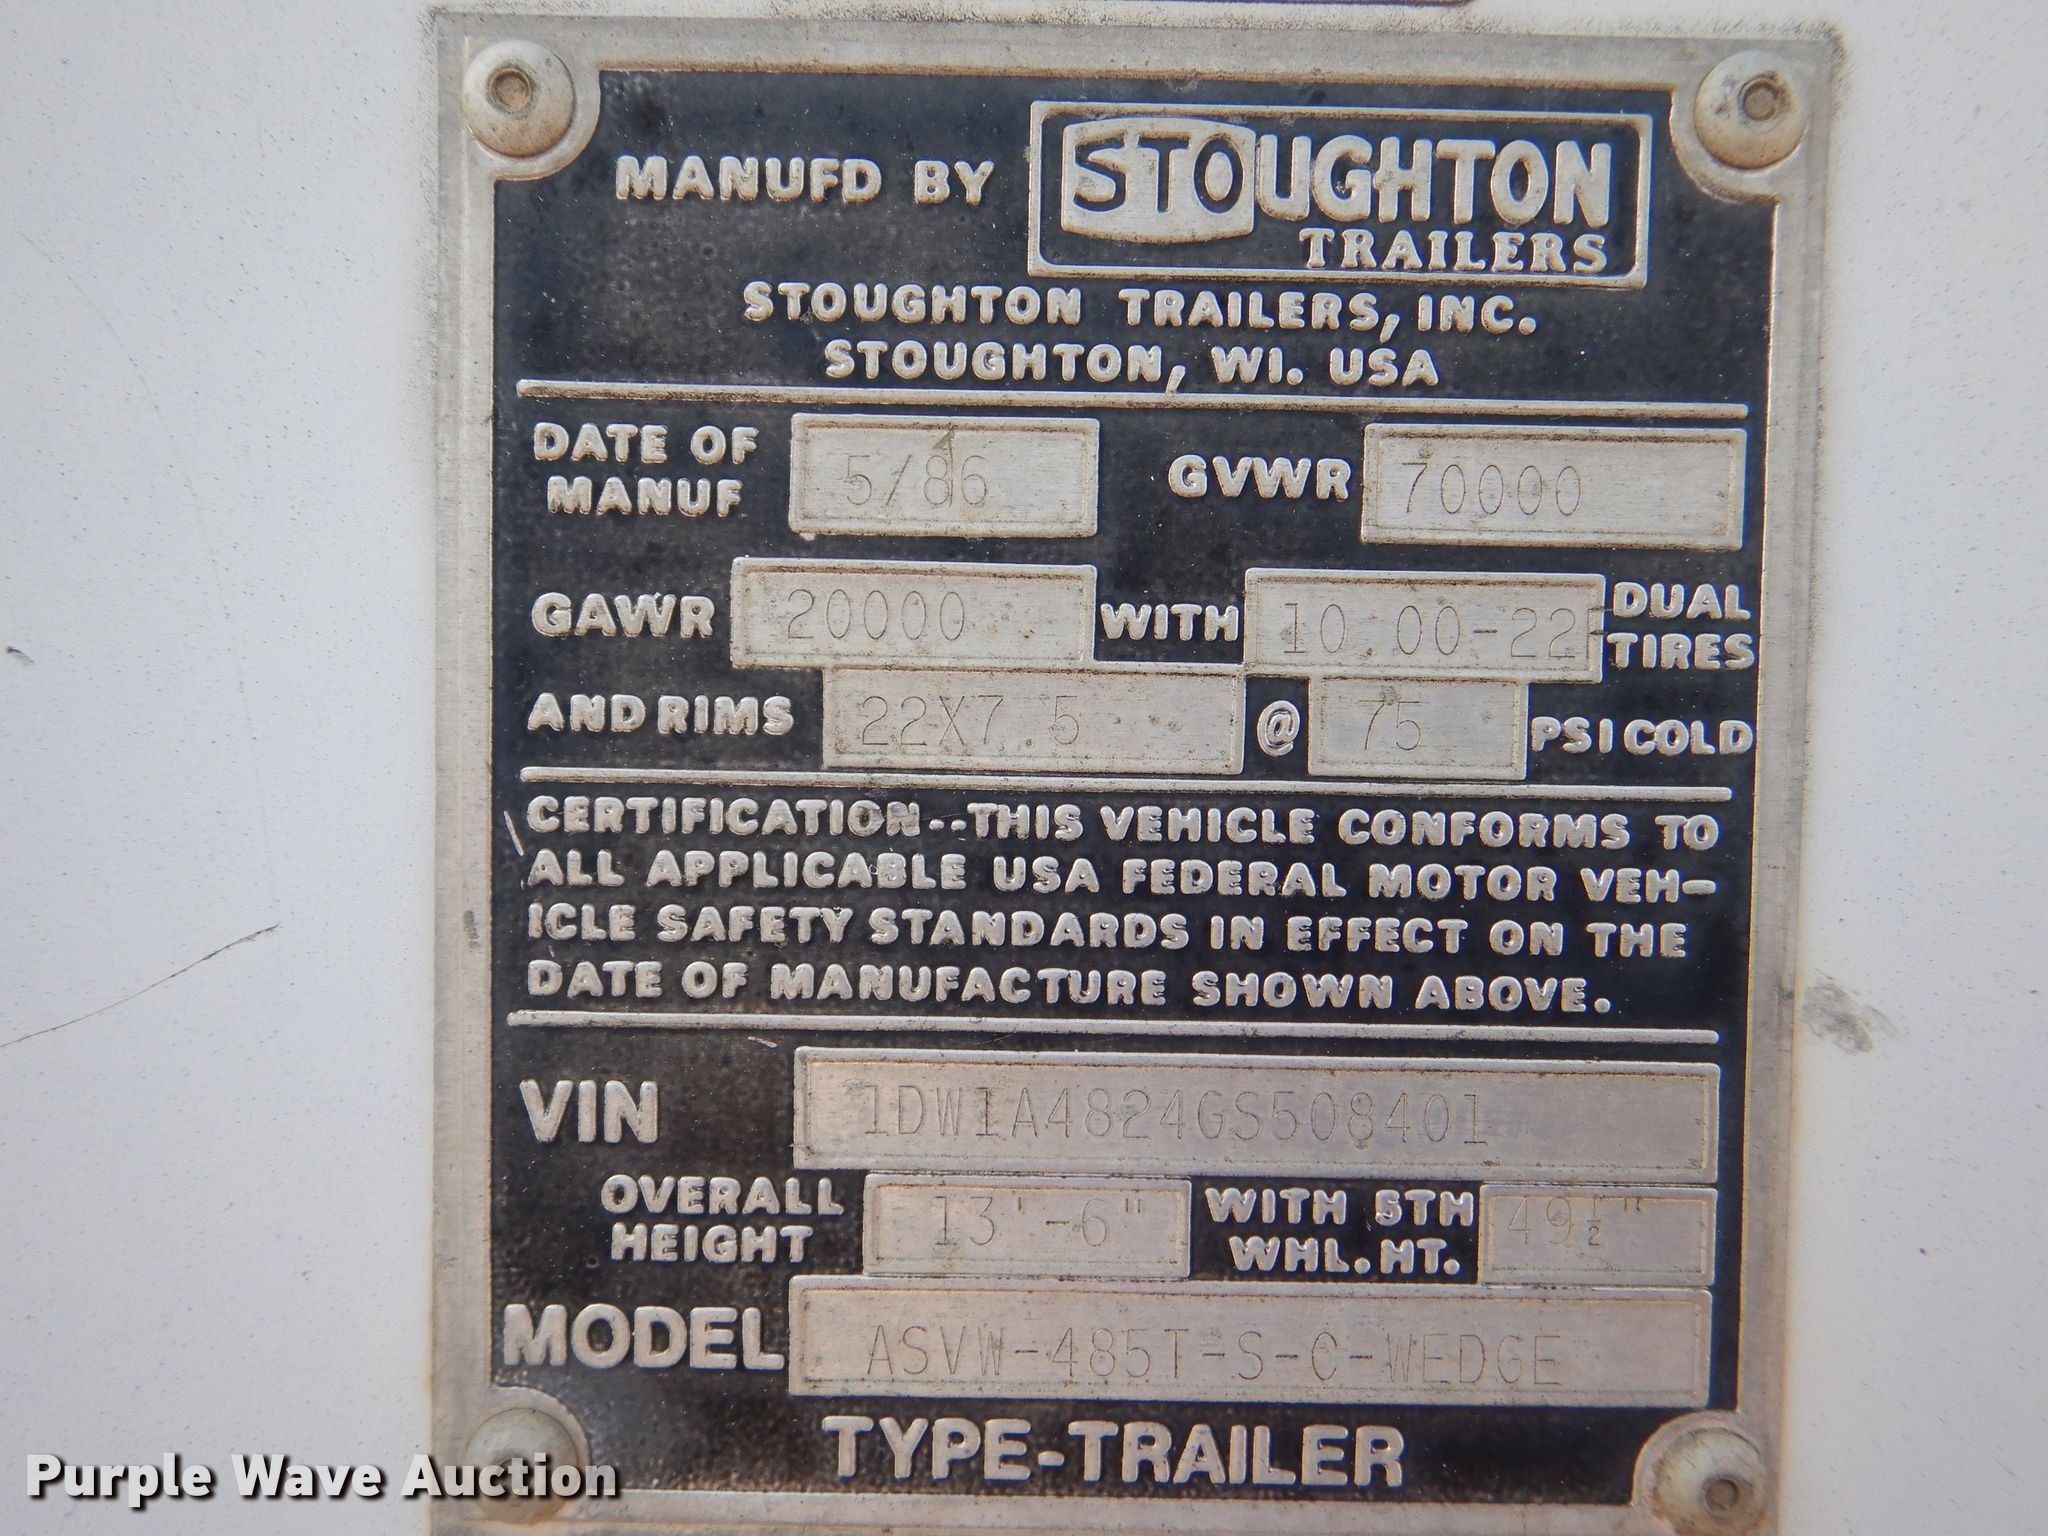 MANUFD BY STOUGHTON
TRAILERS
STOUGHTON TRAILERS, INC.
STOUGHTON, WI. USA
DATE OF MANUF 5/86 GVWR 70000
GAWR 20000 WITH 10.00-22 DUAL TIRES
AND RIMS 22X7.5 @ 75 PSI COLD
CERTIFICATION--THIS VEHICLE CONFORMS TO
ALL APPLICABLE USA FEDERAL MOTOR VEH-
ICLE SAFETY STANDARDS IN EFFECT ON THE
DATE OF MANUFACTURE SHOWN ABOVE.
VIN 1DW1A4824GS508401
OVERALL HEIGHT 13'-6" WITH 5TH WHL. HT. 49½"
MODEL ASVW-485T-S-C-WEDGE
TYPE-TRAILER
Purple Wave Auction